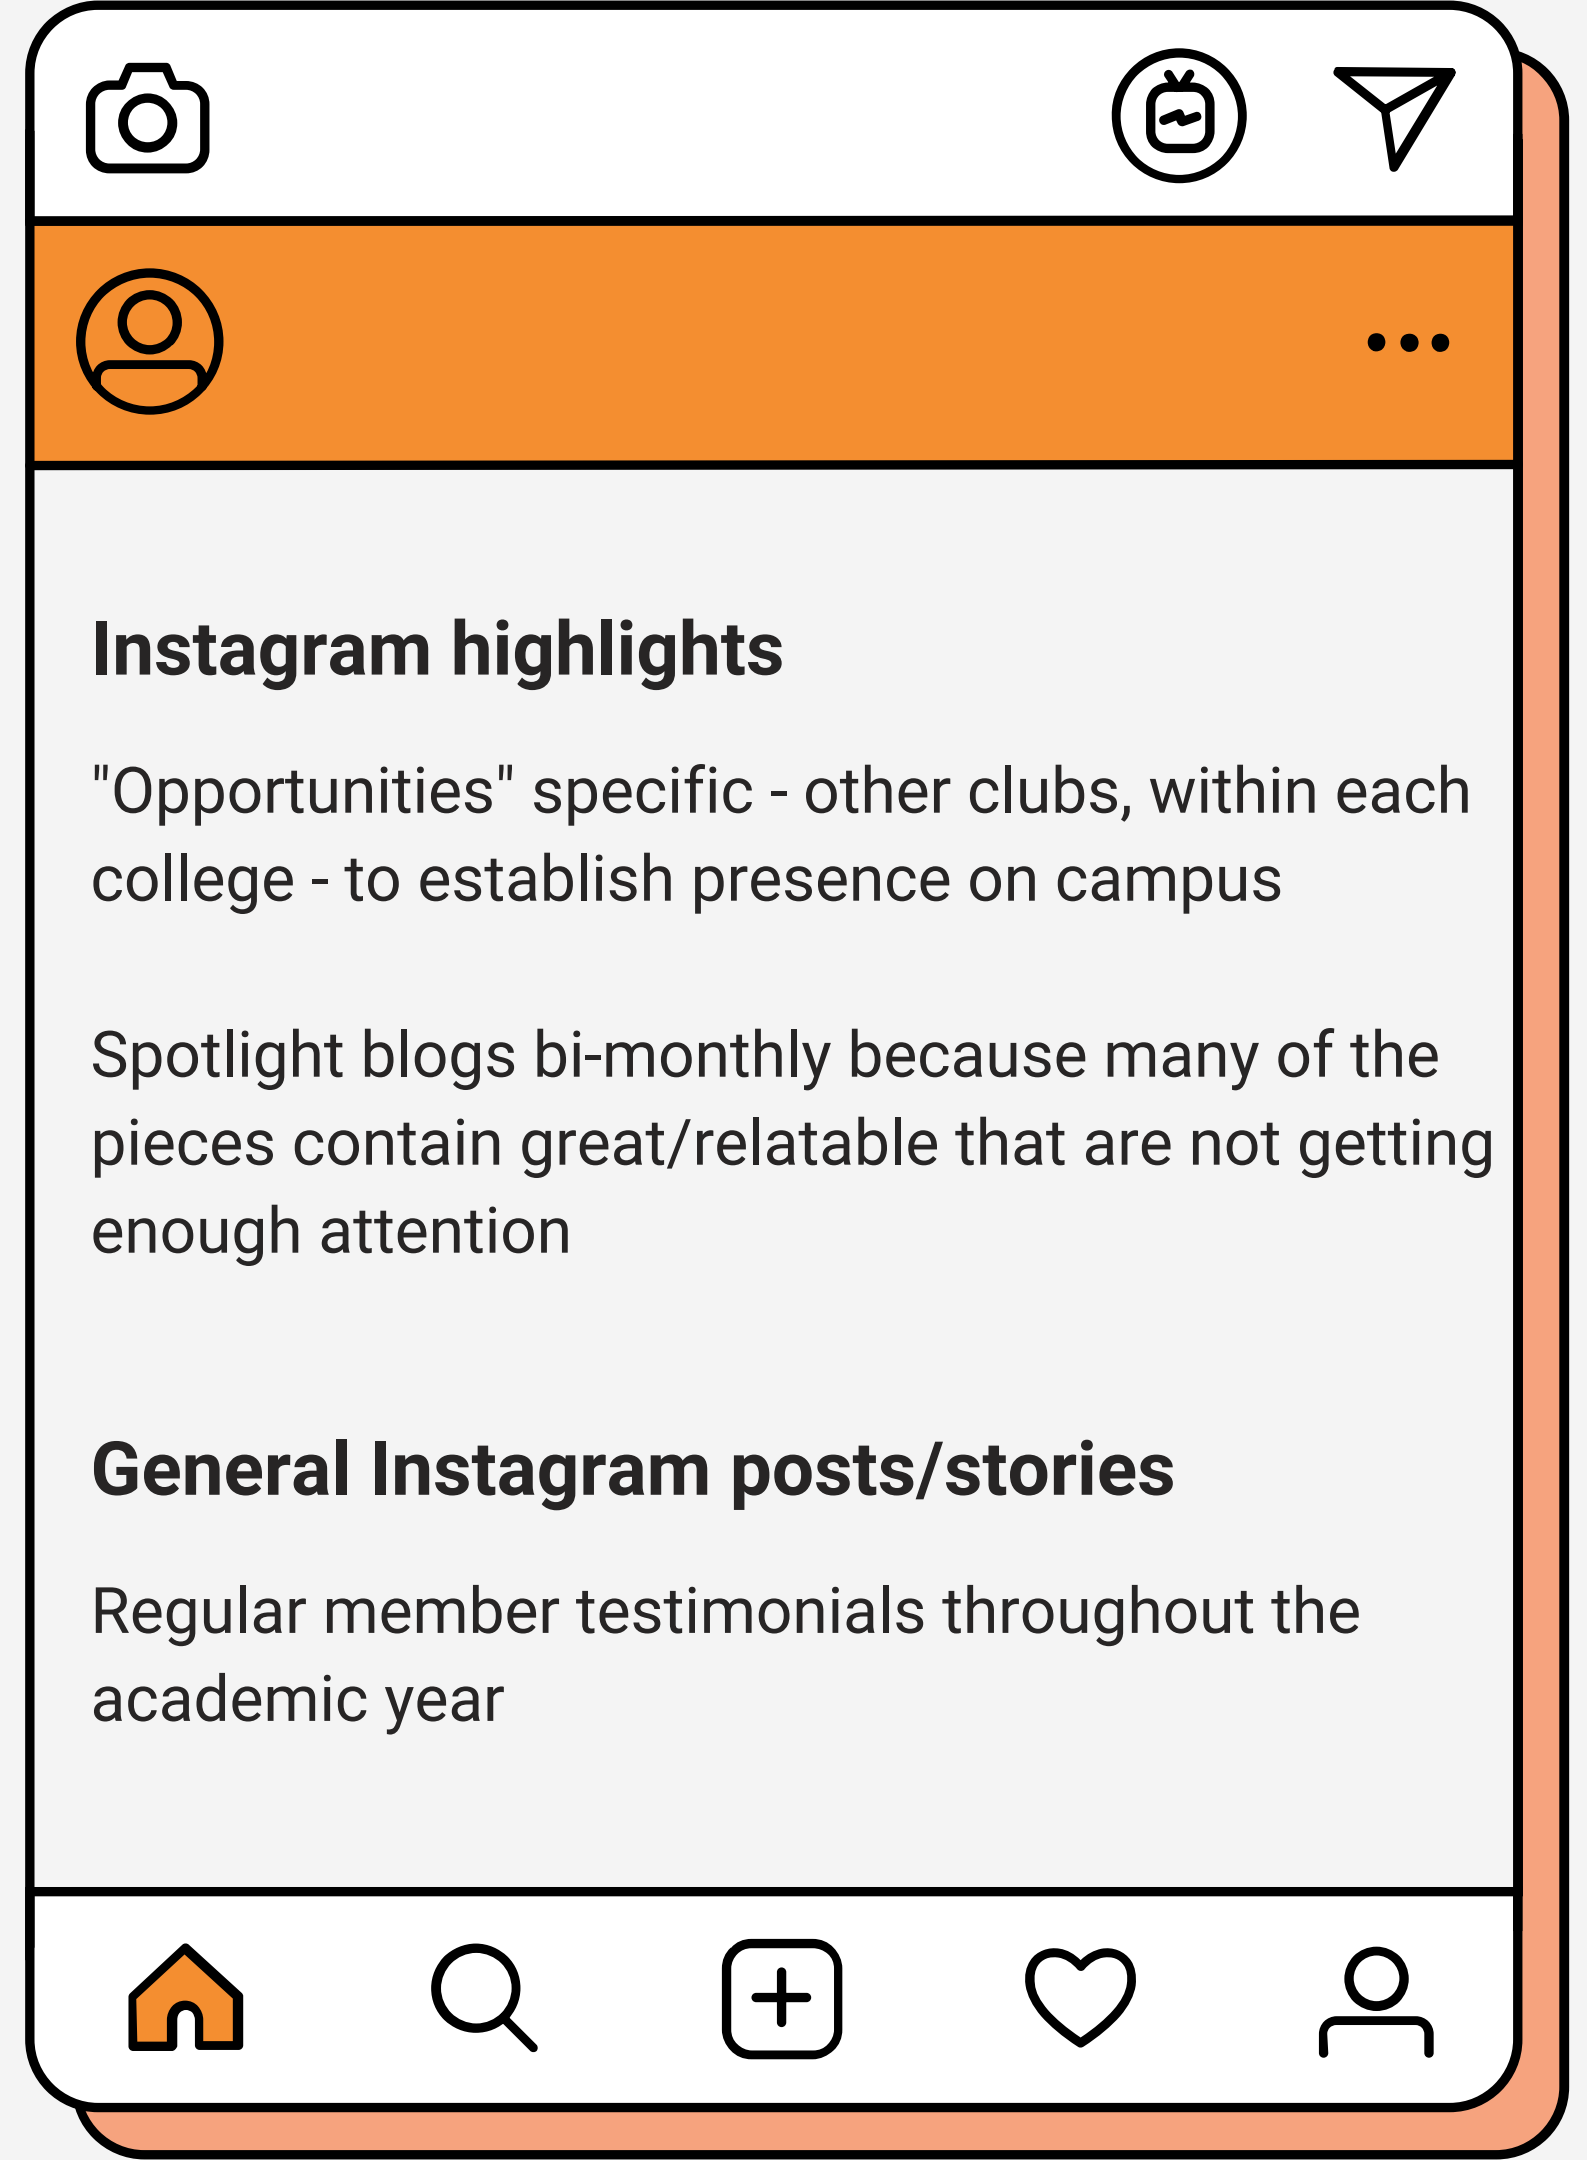 Instagram highlights
"Opportunities" specific - other clubs, within each
college - to establish presence on campus
Spotlight blogs bi-monthly because many of the
pieces contain great/relatable that are not getting
enough attention
General Instagram posts/stories
Regular member testimonials throughout the
academic year